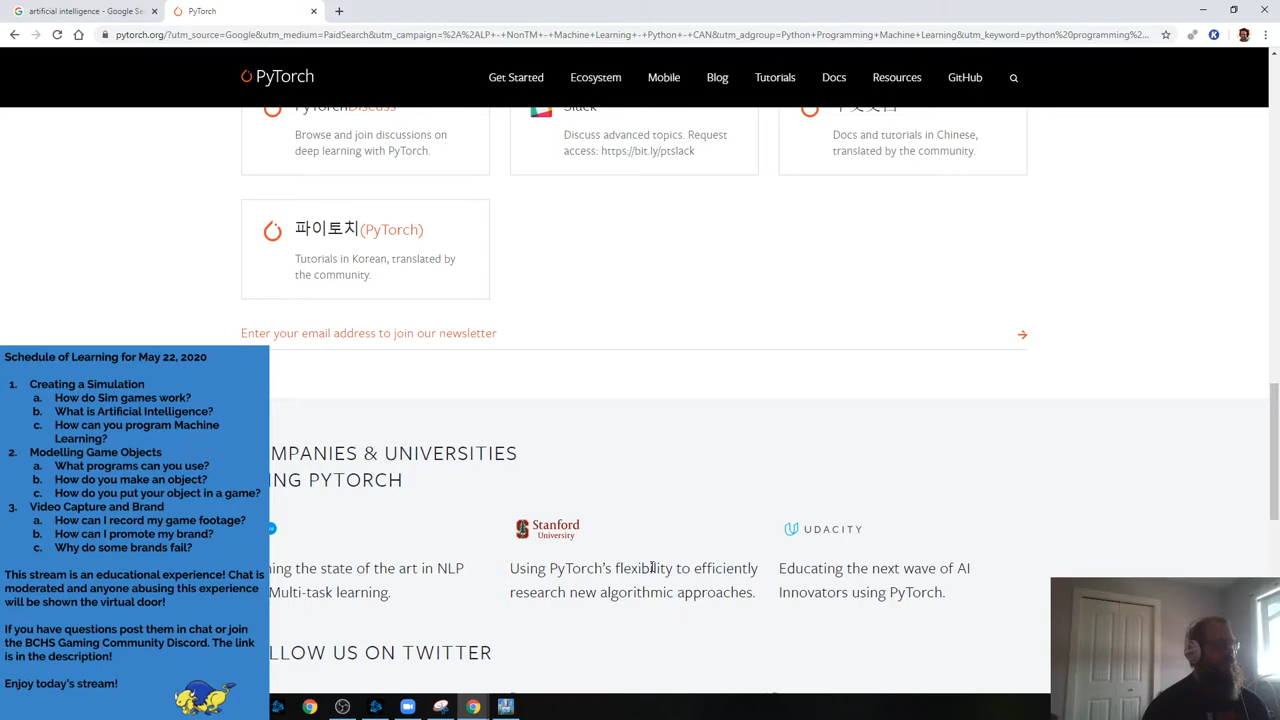 artificial intelligence - Google Se
PyTorch
pytorch.org/?utm_source=Google&utm_medium=PaidSearch&utm_campaign=%2A%2ALP+-+NonTM+-+Machine+Learning+-+Python+-+CAN&utm_adgroup=Python+Programming+Machine+Learning&utm_keyword=python%20programming%2...
PyTorch
Get Started Ecosystem Mobile Blog Tutorials Docs Resources GitHub
PyTorchDiscuss
Browse and join discussions on
deep learning with PyTorch.
Slack
Discuss advanced topics. Request
access: https://bit.ly/ptslack
Docs and tutorials in Chinese,
translated by the community.
파이토치(PyTorch)
Tutorials in Korean, translated by
the community.
Enter your email address to join our newsletter
MPANIES & UNIVERSITIES
NG PYTORCH
ing the state of the art in NLP
Multi-task learning.
Stanford
University
Using PyTorch's flexibility to efficiently
research new algorithmic approaches.
UDACITY
Educating the next wave of AI
Innovators using PyTorch.
LLOW US ON TWITTER
Schedule of Learning for May 22, 2020
1. Creating a Simulation
a. How do Sim games work?
b. What is Artificial Intelligence?
c. How can you program Machine
Learning?
2. Modelling Game Objects
a. What programs can you use?
b. How do you make an object?
c. How do you put your object in a game?
3. Video Capture and Brand
a. How can I record my game footage?
b. How can I promote my brand?
c. Why do some brands fail?
This stream is an educational experience! Chat is
moderated and anyone abusing this experience
will be shown the virtual door!
If you have questions post them in chat or join
the BCHS Gaming Community Discord. The link
is in the description!
Enjoy today's stream!